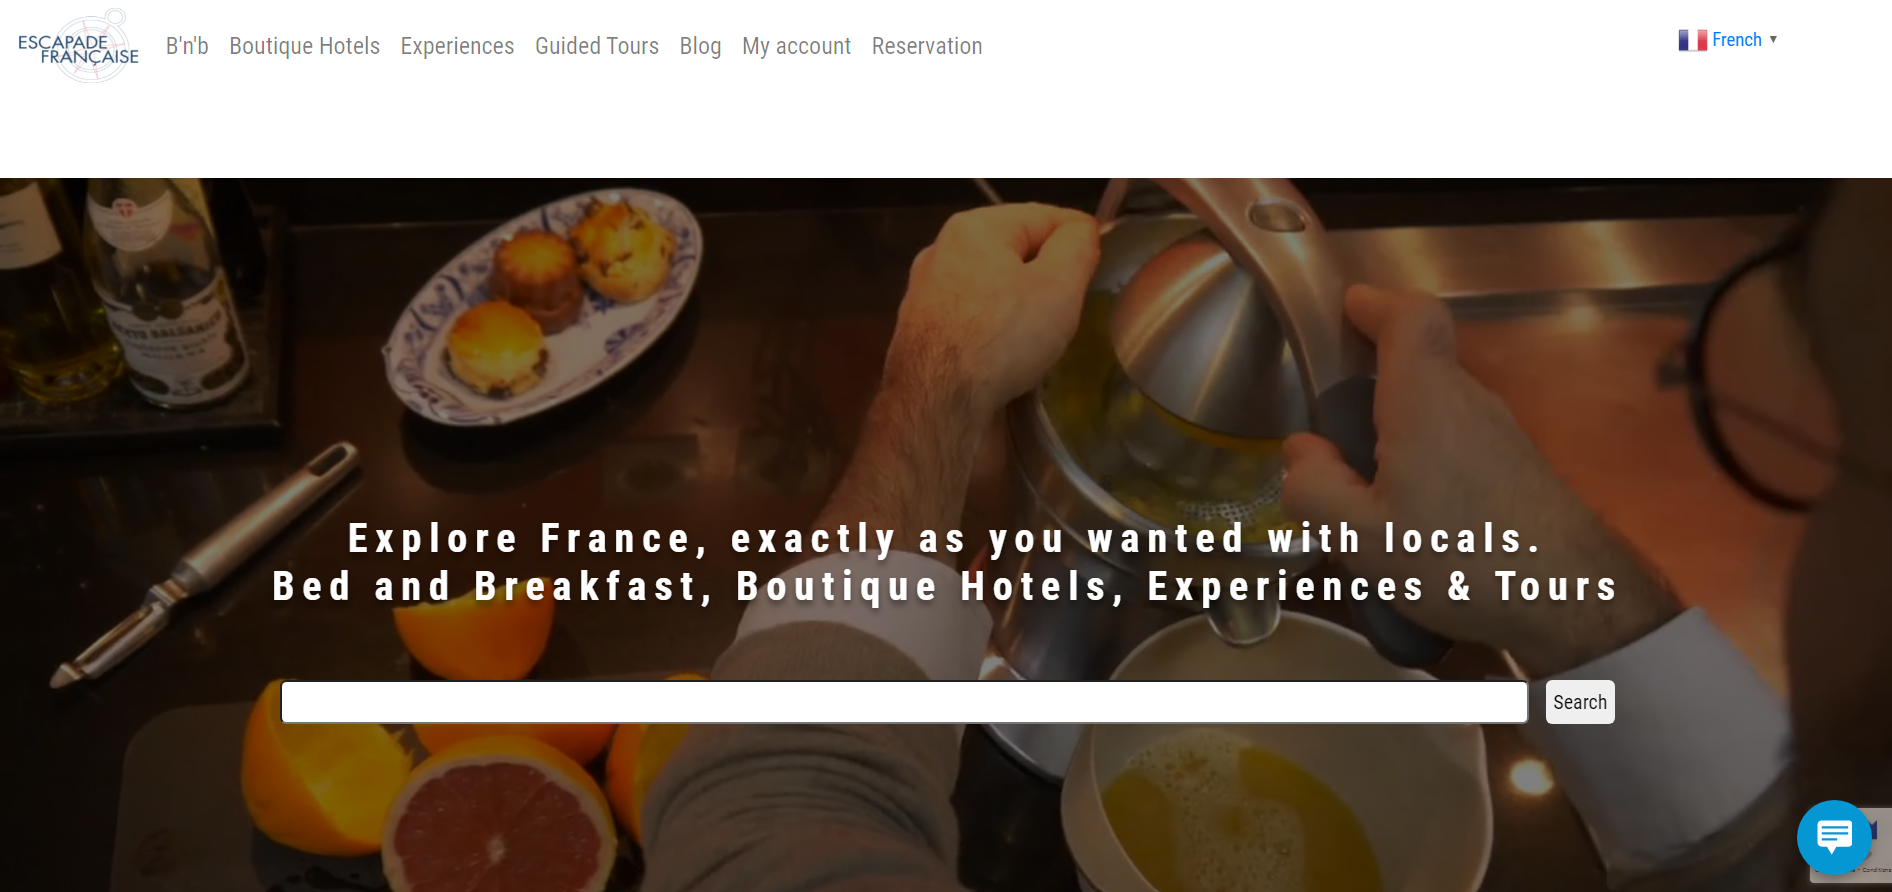 ESCAPADE
FRANÇAISE
B'n'b Boutique Hotels Experiences Guided Tours Blog My account Reservation
French ▼
Explore France, exactly as you wanted with locals.
Bed and Breakfast, Boutique Hotels, Experiences & Tours
Search